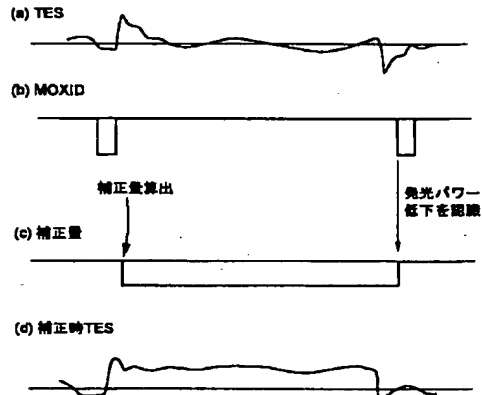 (a) TES
(b) MOXID
補正量算出
発光パワー
低下を認識
(c) 補正量
(d) 補正時TES